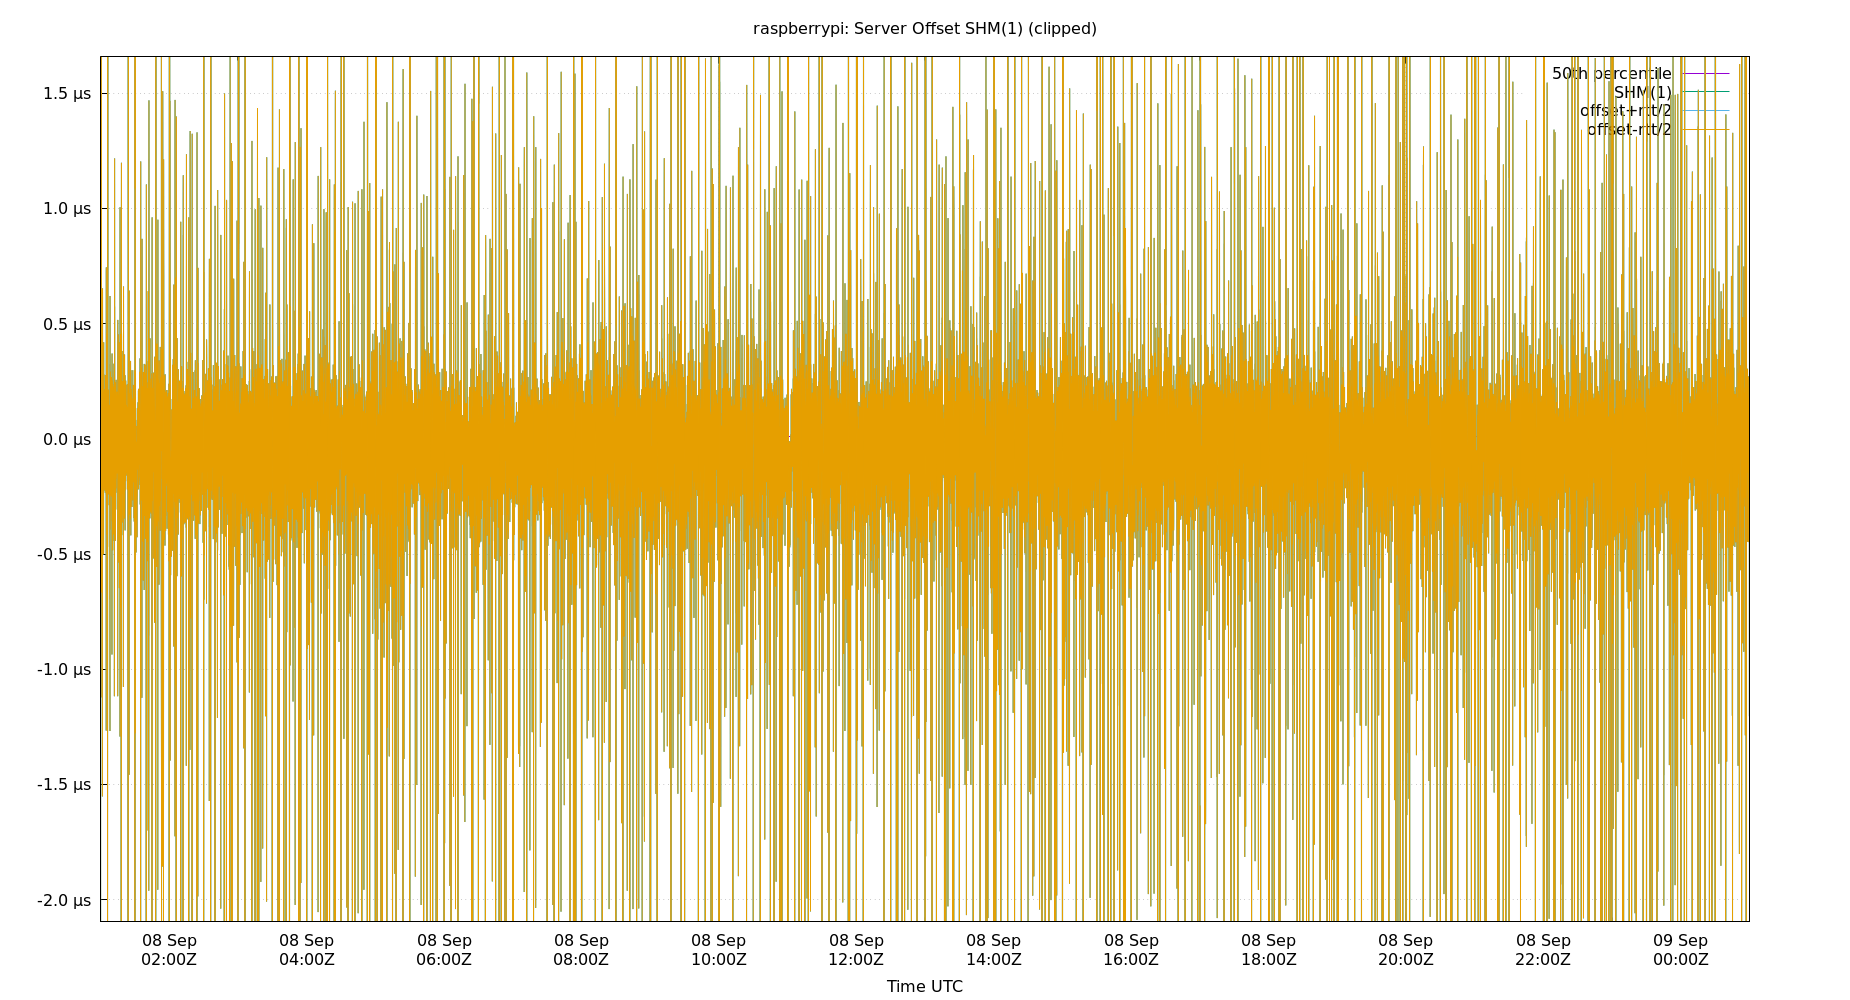 raspberrypi: Server Offset SHM(1) (clipped)
50th percentile
SHM(1)
offset+rtt/2
offset-rtt/2
1.5 µs
1.0 µs
0.5 µs
0.0 µs
-0.5 µs
-1.0 µs
-1.5 µs
-2.0 µs
08 Sep 08 Sep 08 Sep 08 Sep 08 Sep 08 Sep 08 Sep 08 Sep 08 Sep 08 Sep 08 Sep 09 Sep
02:00Z 04:00Z 06:00Z 08:00Z 10:00Z 12:00Z 14:00Z 16:00Z 18:00Z 20:00Z 22:00Z 00:00Z
Time UTC